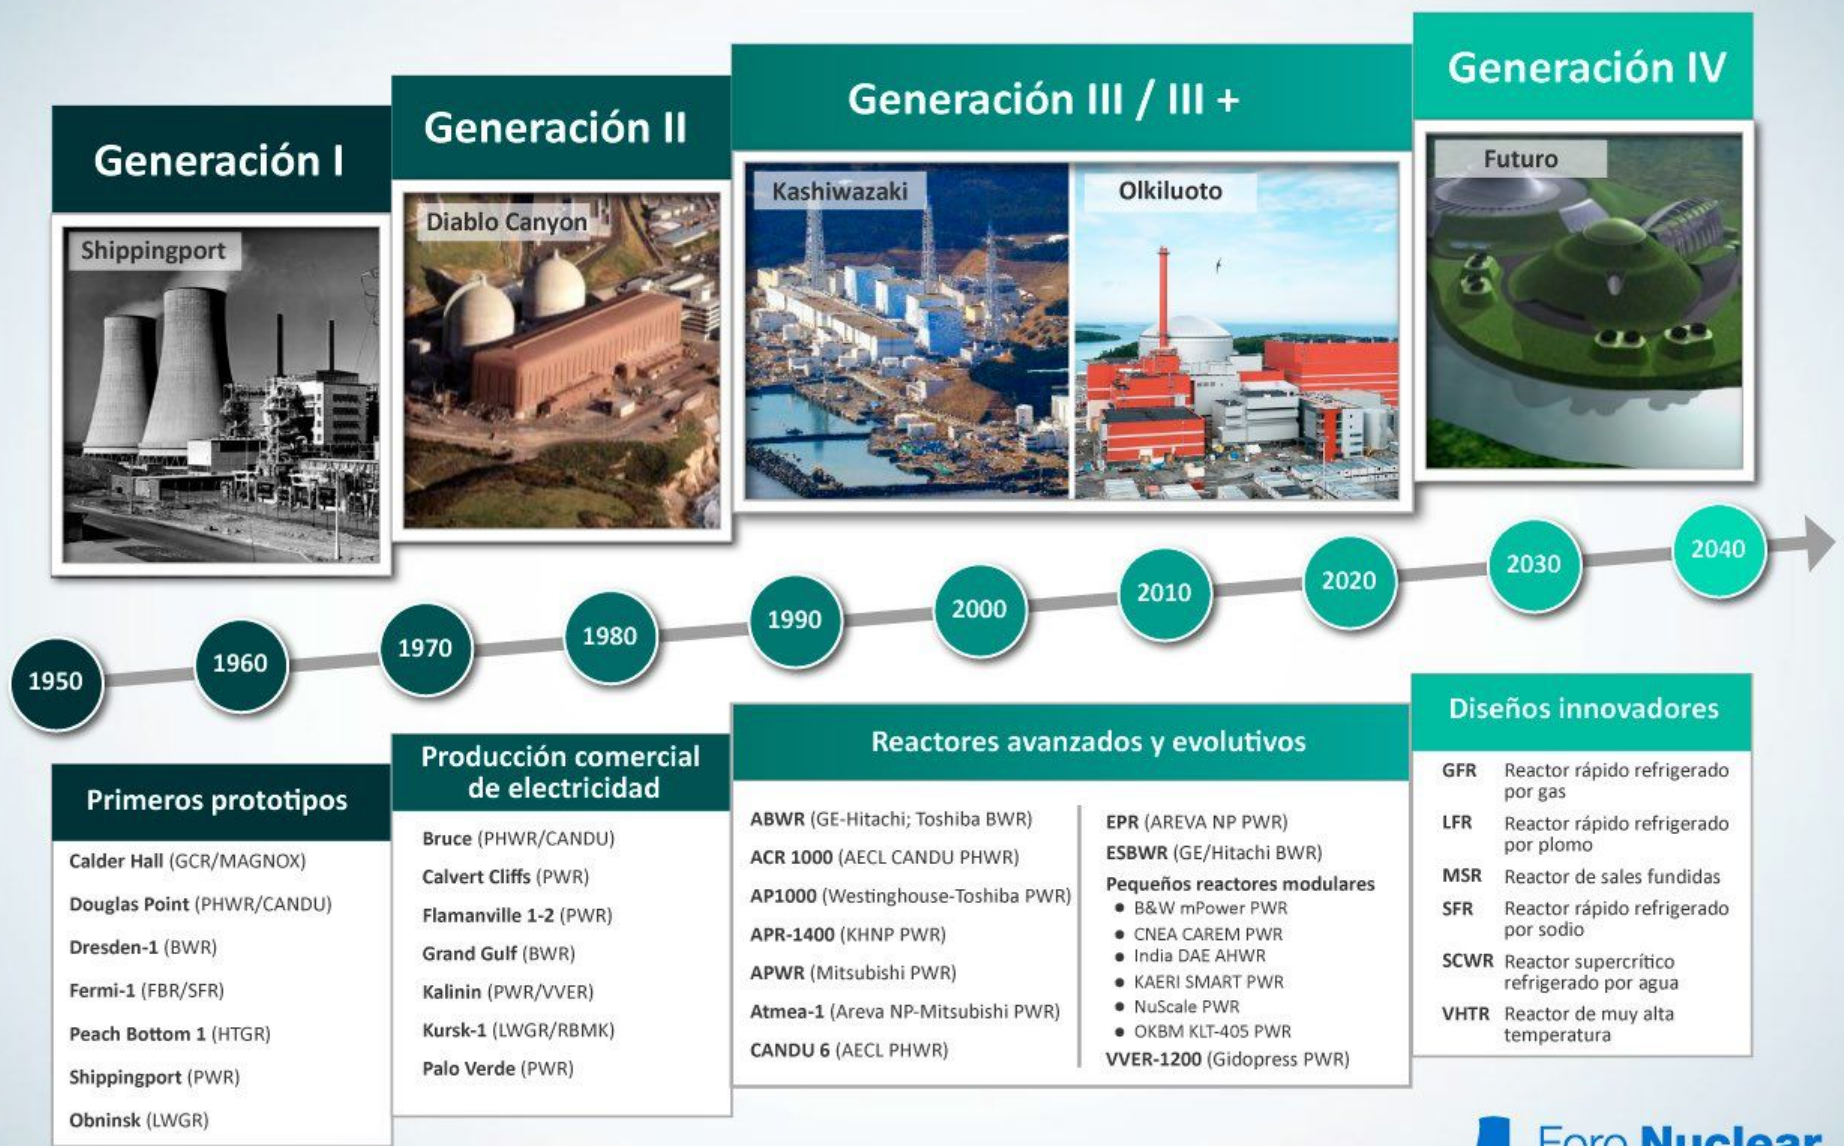 Generación I
Shippingport
Generación II
Diablo Canyon
Generación III / III +
Kashiwazaki
Olkiluoto
Generación IV
Futuro
1950
1960
1970
1980
1990
2000
2010
2020
2030
2040
Primeros prototipos
Calder Hall (GCR/MAGNOX)
Douglas Point (PHWR/CANDU)
Dresden-1 (BWR)
Fermi-1 (FBR/SFR)
Peach Bottom 1 (HTGR)
Shippingport (PWR)
Obninsk (LWGR)
Producción comercial
de electricidad
Bruce (PHWR/CANDU)
Calvert Cliffs (PWR)
Flamanville 1-2 (PWR)
Grand Gulf (BWR)
Kalinin (PWR/VVER)
Kursk-1 (LWGR/RBMK)
Palo Verde (PWR)
Reactores avanzados y evolutivos
ABWR (GE-Hitachi; Toshiba BWR)
ACR 1000 (AECL CANDU PHWR)
AP1000 (Westinghouse-Toshiba PWR)
APR-1400 (KHNP PWR)
APWR (Mitsubishi PWR)
Atmea-1 (Areva NP-Mitsubishi PWR)
CANDU 6 (AECL PHWR)
EPR (AREVA NP PWR)
ESBWR (GE/Hitachi BWR)
Pequeños reactores modulares
● B&W mPower PWR
● CNEA CAREM PWR
● India DAE AHWR
● KAERI SMART PWR
● NuScale PWR
● OKBM KLT-405 PWR
VVER-1200 (Gidopress PWR)
Diseños innovadores
GFR Reactor rápido refrigerado
por gas
LFR Reactor rápido refrigerado
por plomo
MSR Reactor de sales fundidas
SFR Reactor rápido refrigerado
por sodio
SCWR Reactor supercrítico
refrigerado por agua
VHTR Reactor de muy alta
temperatura
Foro Nuclear